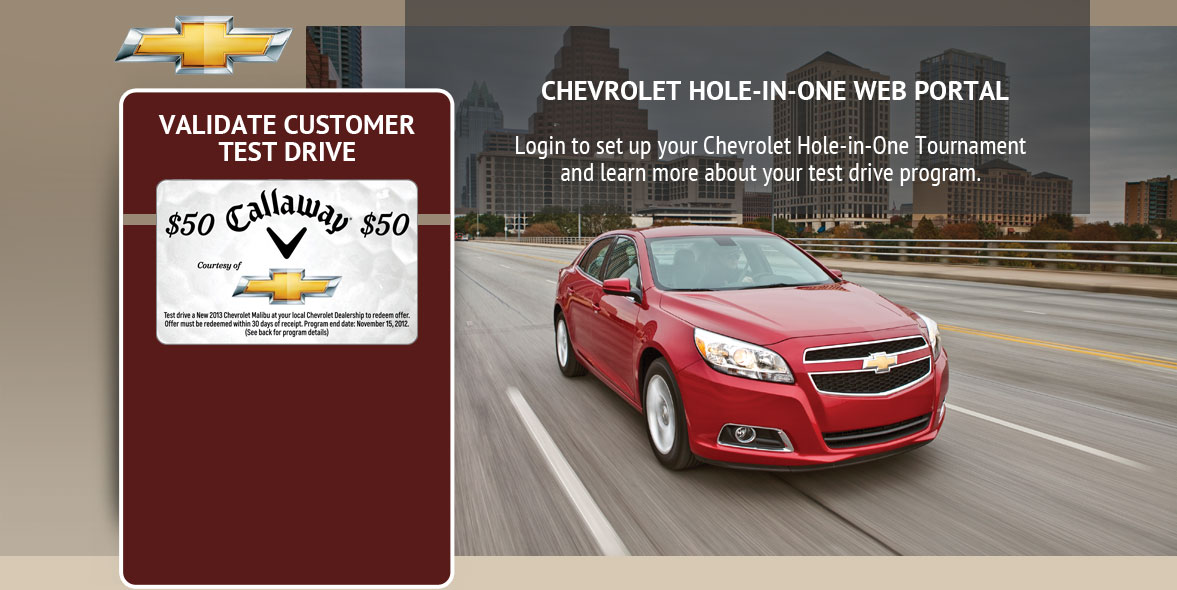 VALIDATE CUSTOMER
TEST DRIVE
$50 Callaway $50
Courtesy of
Test drive a New 2013 Chevrolet Malibu at your local Chevrolet Dealership to redeem offer.
Offer must be redeemed within 30 days of receipt. Program end date: November 15, 2012.
(See back for program details)
CHEVROLET HOLE-IN-ONE WEB PORTAL
Login to set up your Chevrolet Hole-in-One Tournament
and learn more about your test drive program.